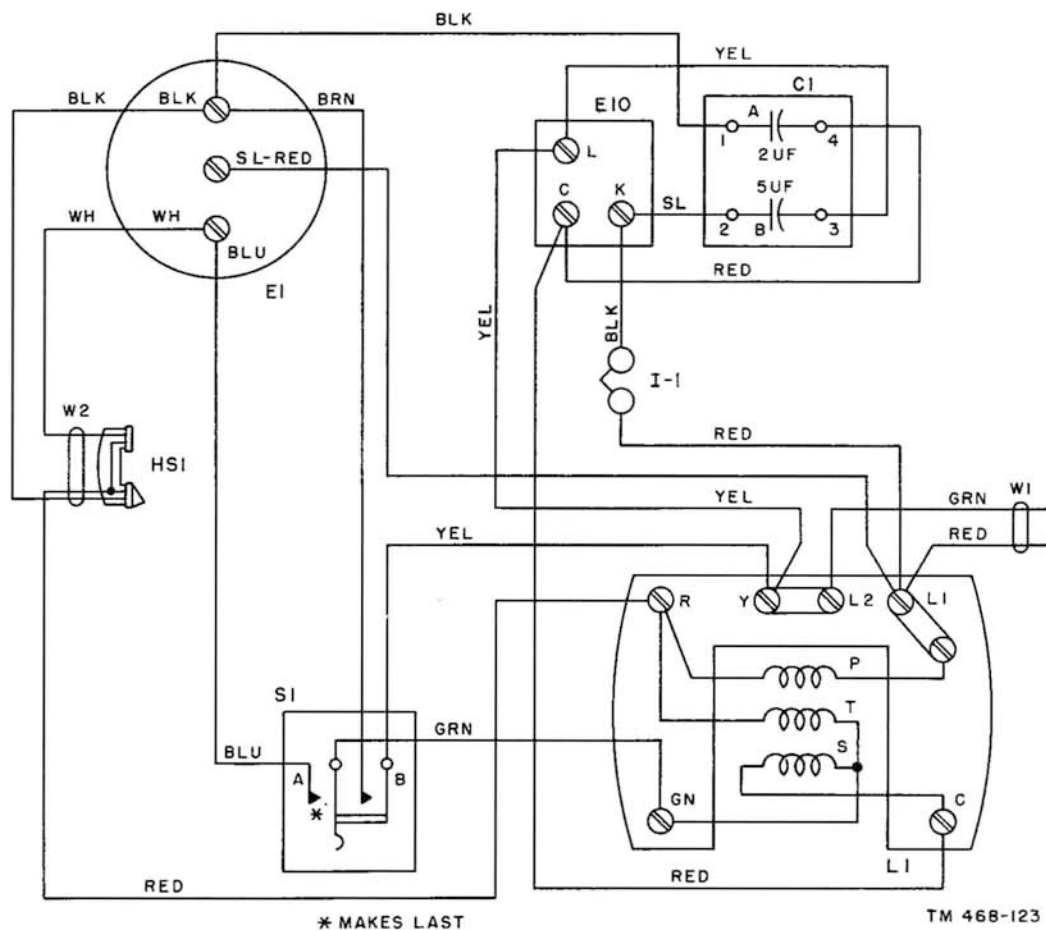 BLK
YEL
BLK BLK BRN
E10
C1
A
L
1 2UF 4
SL-RED
C K
5UF
SL
2 B 3
WH WH
BLU
E1
RED
YEL
BLK
I-1
W2
HS1
RED
YEL
GRN W1
YEL
RED
R Y L2 L1
P
S1
T
GRN
S
BLU A B
*
GN C
RED
L1
RED
* MAKES LAST
TM 468-123